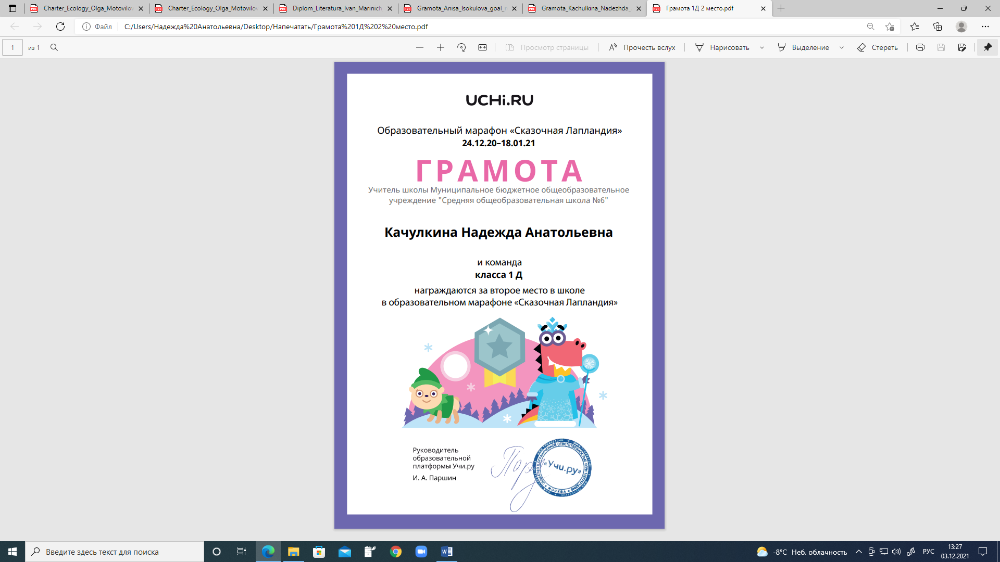 Charter_Ecology_Olga_Motovilov
Charter_Ecology_Olga_Motovilov
Diplom_Literatura_Ivan_Marinich
Gramota_Anisa_Isokulova_goal_r
Gramota_Kachulkina_Nadezhda_
Грамота 1Д 2 место.pdf
Файл
C:/Users/Надежда%20Анатольевна/Desktop/Напечатать/Грамота%201Д%202%20место.pdf
1 из 1
Просмотр страницы
Прочесть вслух
Нарисовать
Выделение
Стереть
UCHi.RU
Образовательный марафон «Сказочная Лапландия»
24.12.20–18.01.21
ГРАМОТА
Учитель школы Муниципальное бюджетное общеобразовательное
учреждение "Средняя общеобразовательная школа №6"
Качулкина Надежда Анатольевна
и команда
класса 1 Д
награждаются за второе место в школе
в образовательном марафоне «Сказочная Лапландия»
Руководитель
образовательной
платформы Учи.ру
И. А. Паршин
«Учи.ру»
МОСКВА
Введите здесь текст для поиска
-8°C Неб. облачность
РУС
13:27
03.12.2021